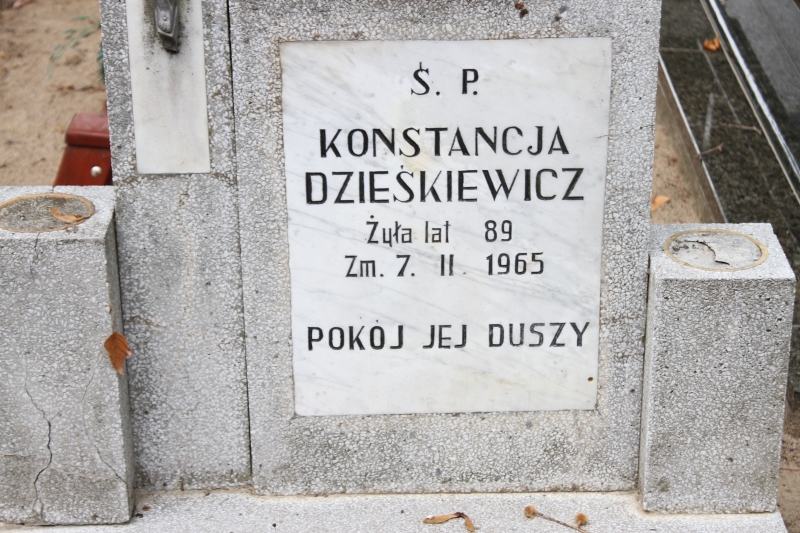 Ś. P.
KONSTANCJA
DZIEŚKIEWICZ
Żyła lat 89
Zm. 7. II. 1965
POKÓJ JEJ DUSZY